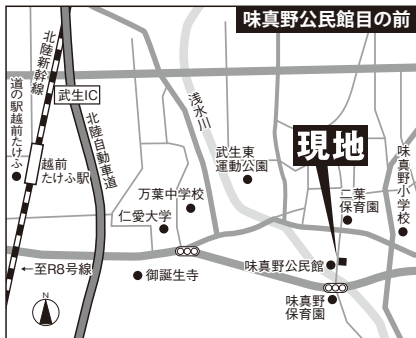 味真野公民館目の前
北陸新幹線
武生IC
道の駅越前たけふ
越前
たけふ駅
北陸自動車道
浅水川
武生東
運動公園
万葉中学校
仁愛大学
現地
二葉
保育園
味真野小学校
←至R8号線
御誕生寺
味真野公民館
味真野
保育園
N